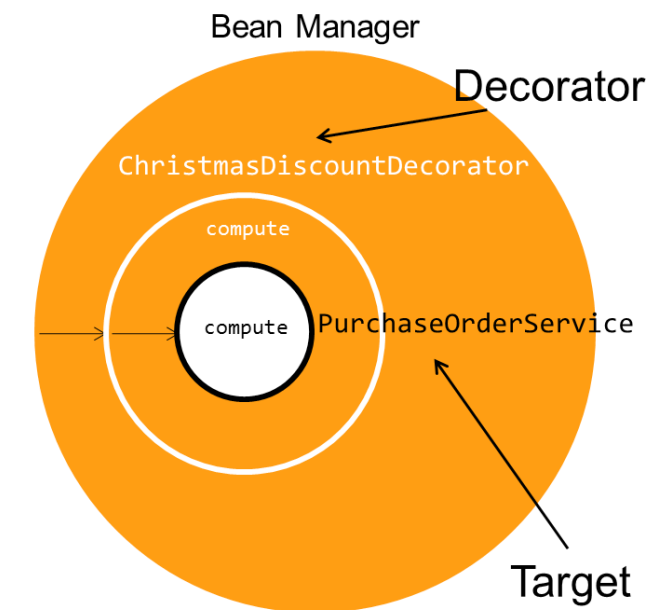 Bean Manager
Decorator
ChristmasDiscountDecorator
compute
compute
PurchaseOrderService
Target